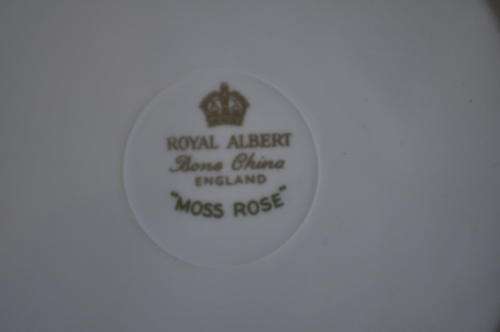 ROYAL ALBERT
Bone China
ENGLAND
"MOSS ROSE"